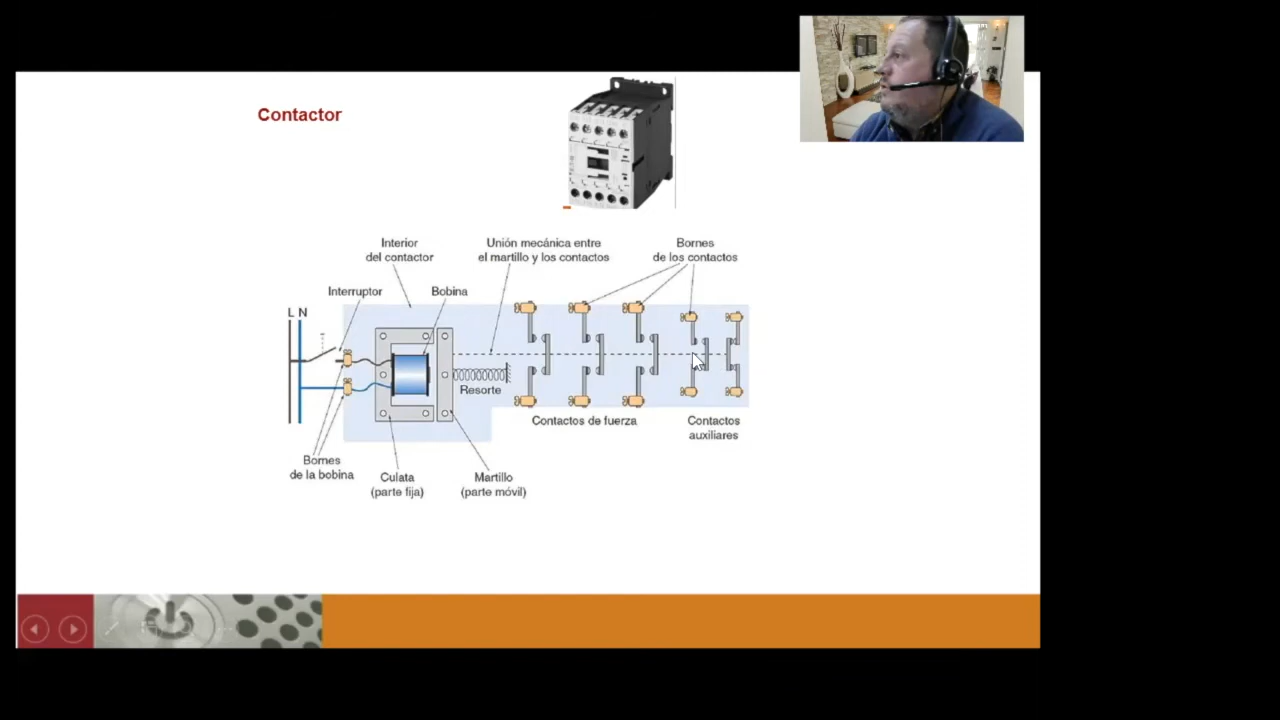 Contactor
Interior
del contactor
Unión mecánica entre
el martillo y los contactos
Bornes
de los contactos
Interruptor
Bobina
L N
Resorte
Contactos de fuerza
Contactos
auxiliares
Bornes
de la bobina
Culata
(parte fija)
Martillo
(parte móvil)